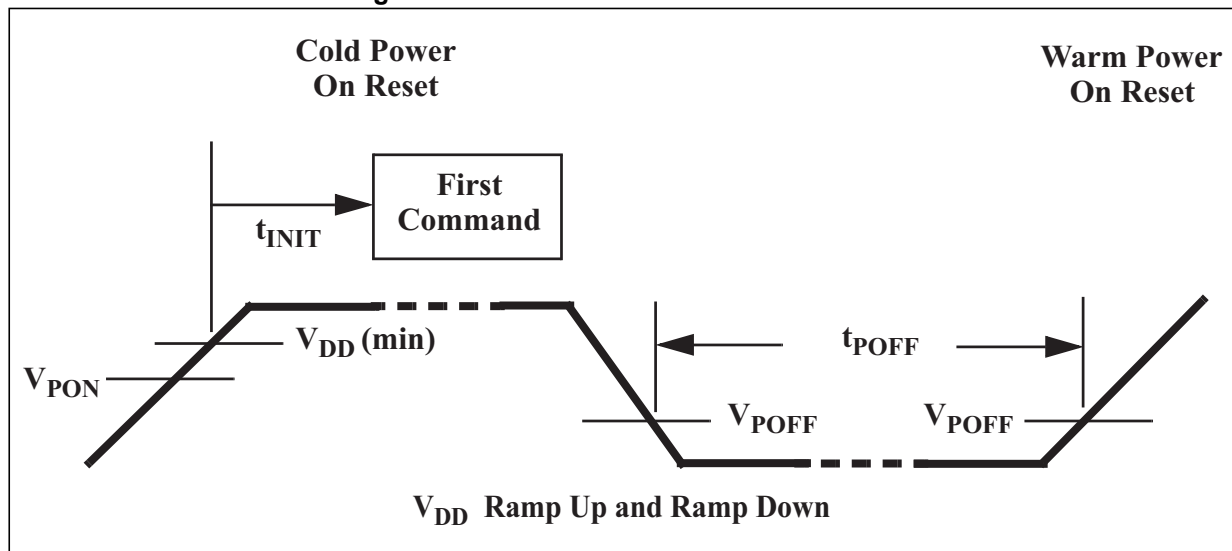 Cold Power
On Reset
Warm Power
On Reset
First
Command
tINIT
VDD (min)
VPON
tPOFF
VPOFF
VPOFF
VDD Ramp Up and Ramp Down